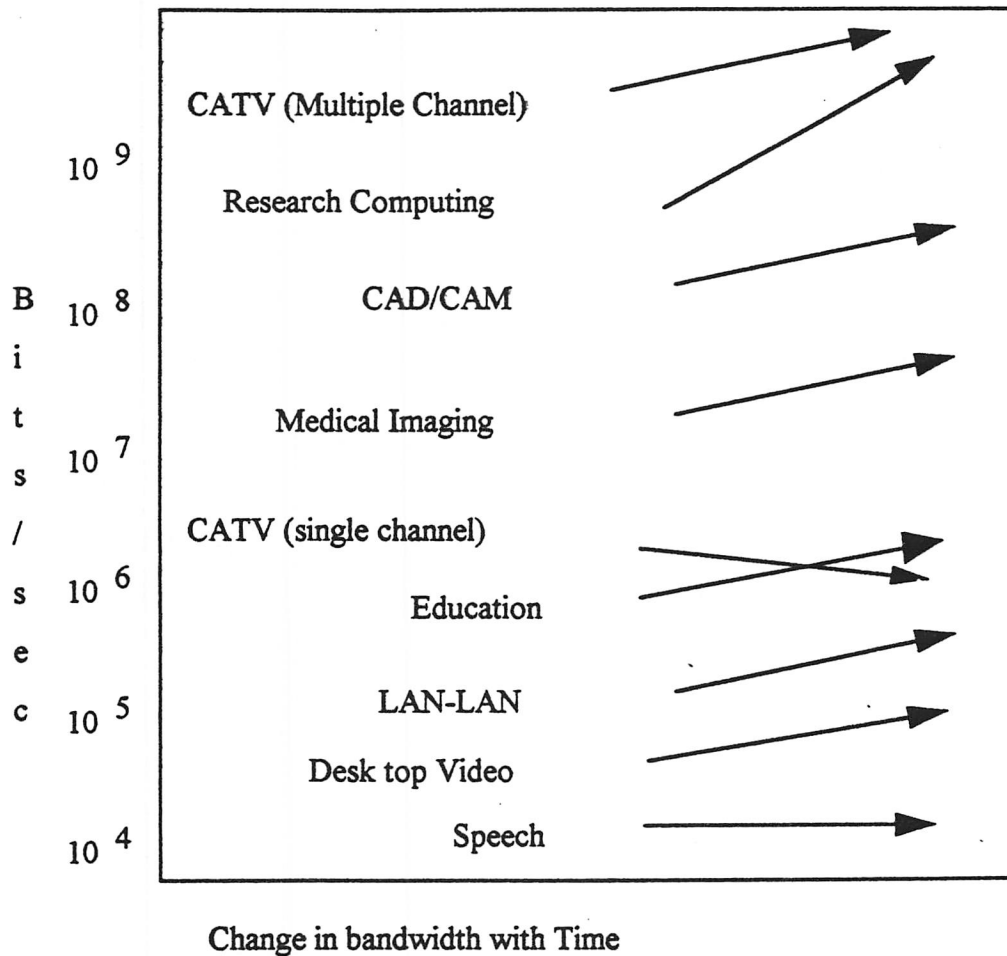 CATV (Multiple Channel)
10 9
Research Computing
B i t s / s e c
10 8
CAD/CAM
Medical Imaging
10 7
CATV (single channel)
10 6
Education
LAN-LAN
10 5
Desk top Video
Speech
10 4
Change in bandwidth with Time